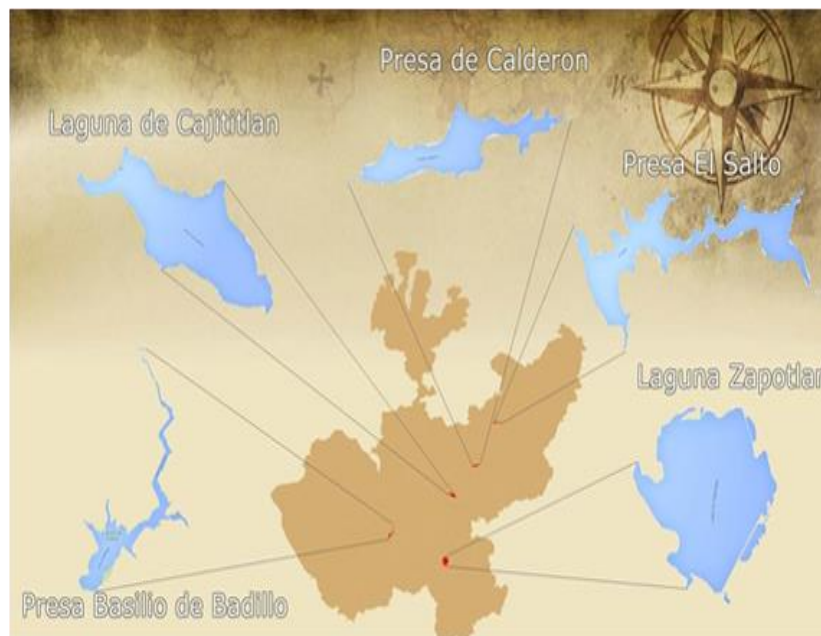 Presa de Calderon
Laguna de Cajititlan
Presa El Salto
Laguna Zapotlan
Presa Basilio de Badillo